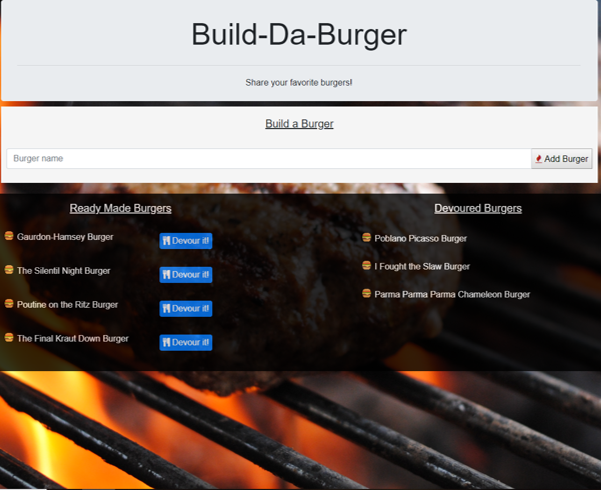 Build-Da-Burger
Share your favorite burgers!
Build a Burger
Burger name
Add Burger
Ready Made Burgers
Gaurdon-Hamsey Burger
Devour it!
The Silentil Night Burger
Devour it!
Poutine on the Ritz Burger
Devour it!
The Final Kraut Down Burger
Devour it!
Devoured Burgers
Poblano Picasso Burger
I Fought the Slaw Burger
Parma Parma Parma Chameleon Burger